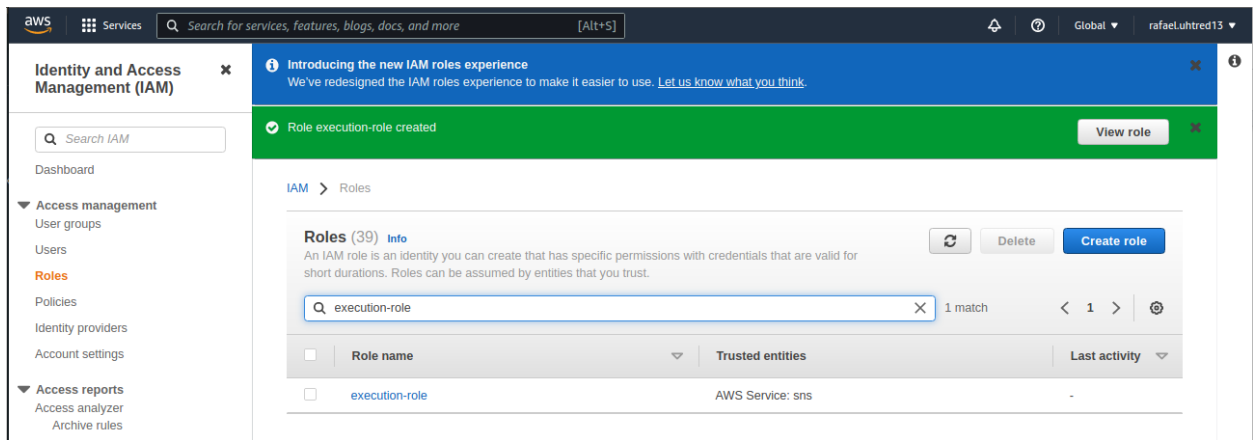 aws
Services
Search for services, features, blogs, docs, and more
[Alt+S]
Global
rafael.uhtred13
Identity and Access
Management (IAM)
Search IAM
Dashboard
Access management
User groups
Users
Roles
Policies
Identity providers
Account settings
Access reports
Access analyzer
Archive rules
Introducing the new IAM roles experience
We've redesigned the IAM roles experience to make it easier to use. Let us know what you think.
Role execution-role created
View role
IAM > Roles
Roles (39) Info
An IAM role is an identity you can create that has specific permissions with credentials that are valid for
short durations. Roles can be assumed by entities that you trust.
Delete
Create role
execution-role
1 match
1
Role name
Trusted entities
Last activity
execution-role
AWS Service: sns
-